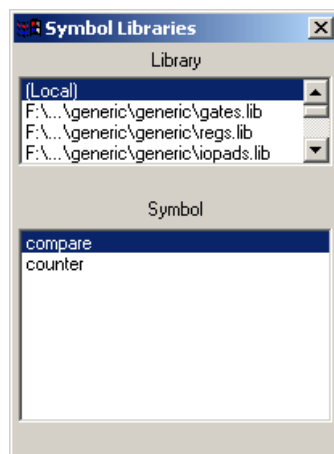 Symbol Libraries
Library
(Local)
F:\...\generic\generic\gates.lib
F:\...\generic\generic\regs.lib
F:\...\generic\generic\iopads.lib
Symbol
compare
counter